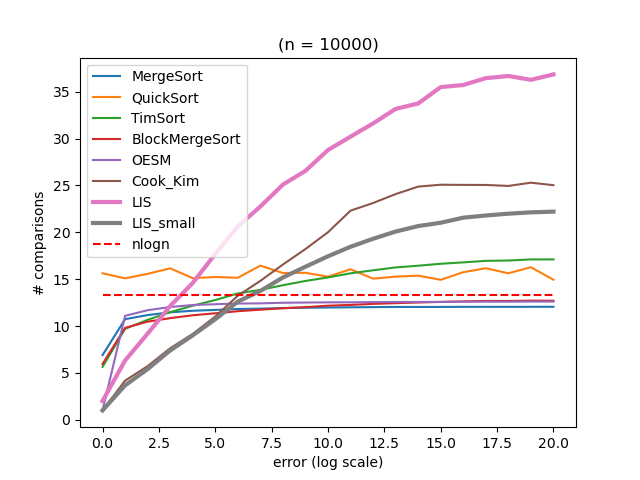 (n = 10000)
# comparisons
35
30
25
20
15
10
5
0
MergeSort
QuickSort
TimSort
BlockMergeSort
OESM
Cook_Kim
LIS
LIS_small
nlogn
0.0 2.5 5.0 7.5 10.0 12.5 15.0 17.5 20.0
error (log scale)